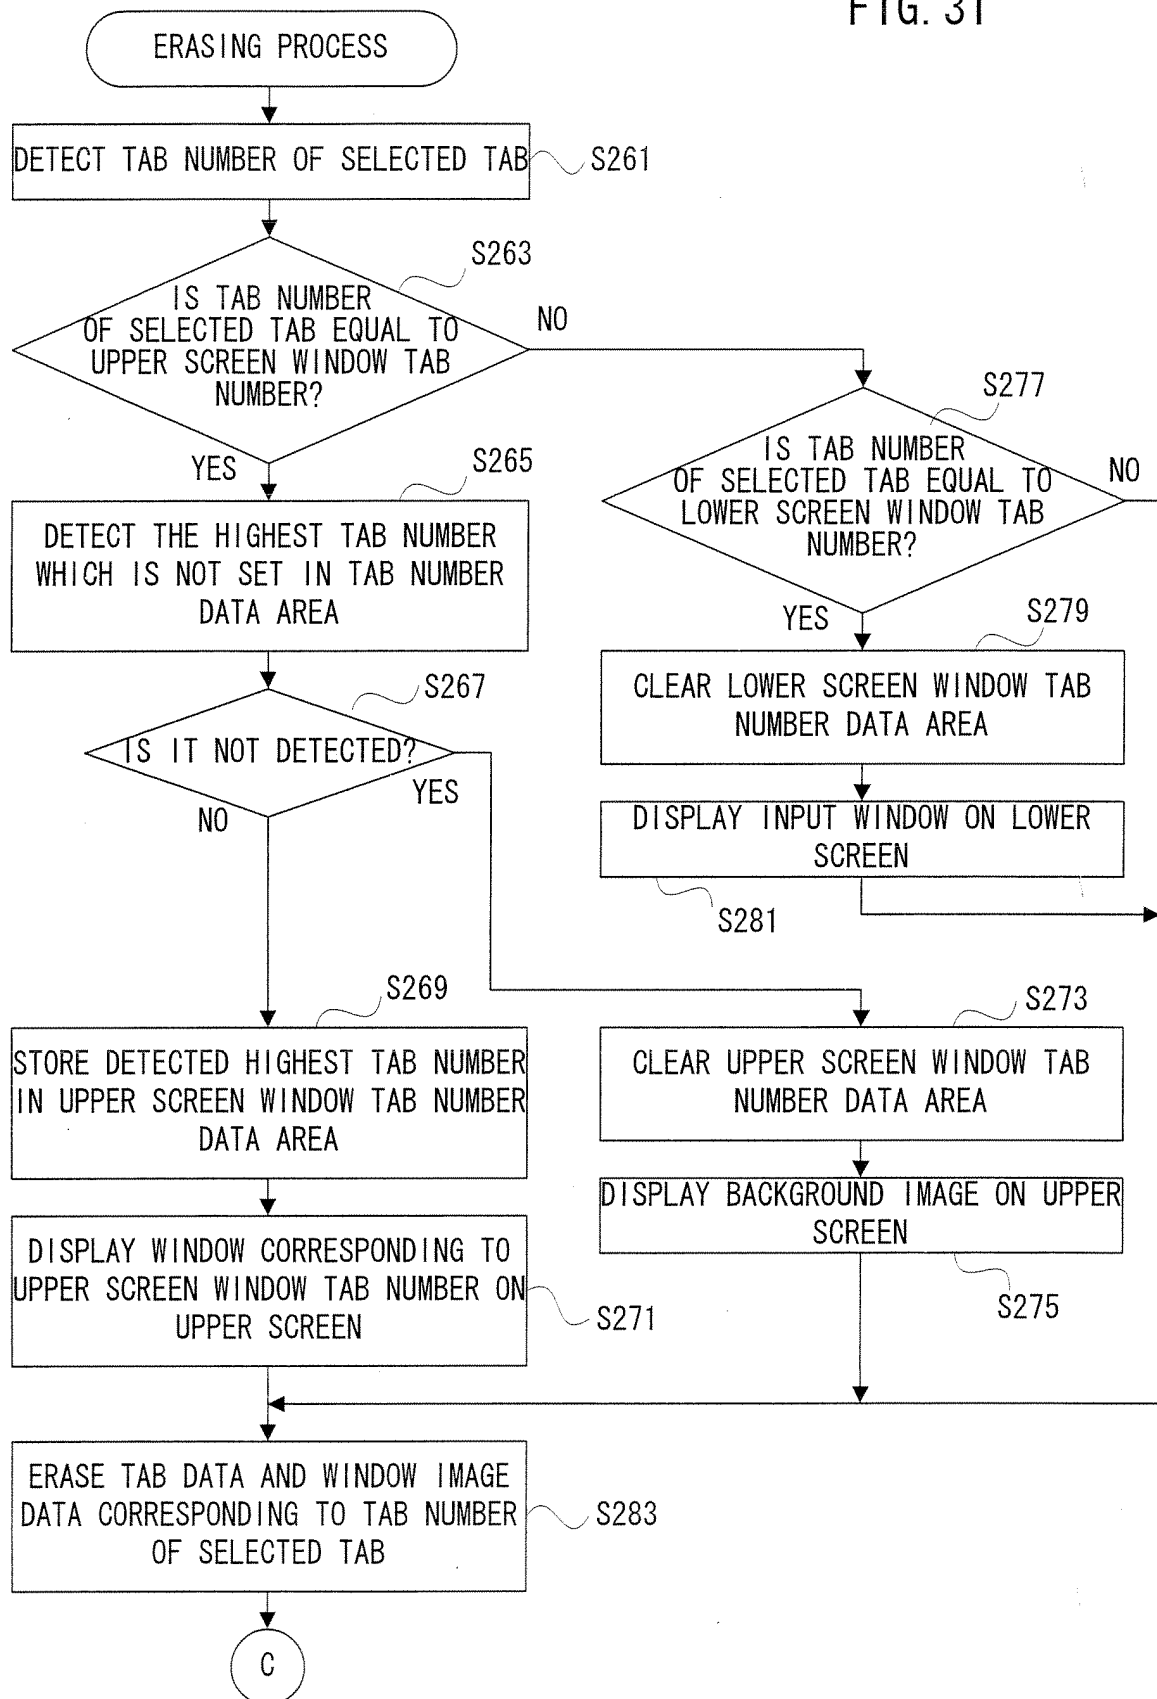 FIG. 31
ERASING PROCESS
DETECT TAB NUMBER OF SELECTED TAB
S261
S263
IS TAB NUMBER
OF SELECTED TAB EQUAL TO
UPPER SCREEN WINDOW TAB
NUMBER?
NO
YES
S277
IS TAB NUMBER
OF SELECTED TAB EQUAL TO
LOWER SCREEN WINDOW TAB
NUMBER?
NO
YES
S265
DETECT THE HIGHEST TAB NUMBER
WHICH IS NOT SET IN TAB NUMBER
DATA AREA
S267
IS IT NOT DETECTED?
YES
NO
S279
CLEAR LOWER SCREEN WINDOW TAB
NUMBER DATA AREA
DISPLAY INPUT WINDOW ON LOWER
SCREEN
S281
S269
STORE DETECTED HIGHEST TAB NUMBER
IN UPPER SCREEN WINDOW TAB NUMBER
DATA AREA
S273
CLEAR UPPER SCREEN WINDOW TAB
NUMBER DATA AREA
DISPLAY BACKGROUND IMAGE ON UPPER
SCREEN
S275
DISPLAY WINDOW CORRESPONDING TO
UPPER SCREEN WINDOW TAB NUMBER ON
UPPER SCREEN
S271
ERASE TAB DATA AND WINDOW IMAGE
DATA CORRESPONDING TO TAB NUMBER
OF SELECTED TAB
S283
C